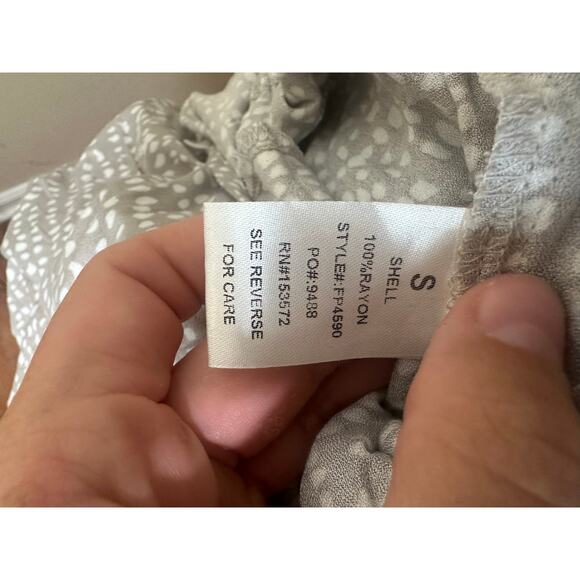 S
SHELL
100%RAYON
STYLE#:FP4590
PO#:9488
RN#153572
SEE REVERSE
FOR CARE